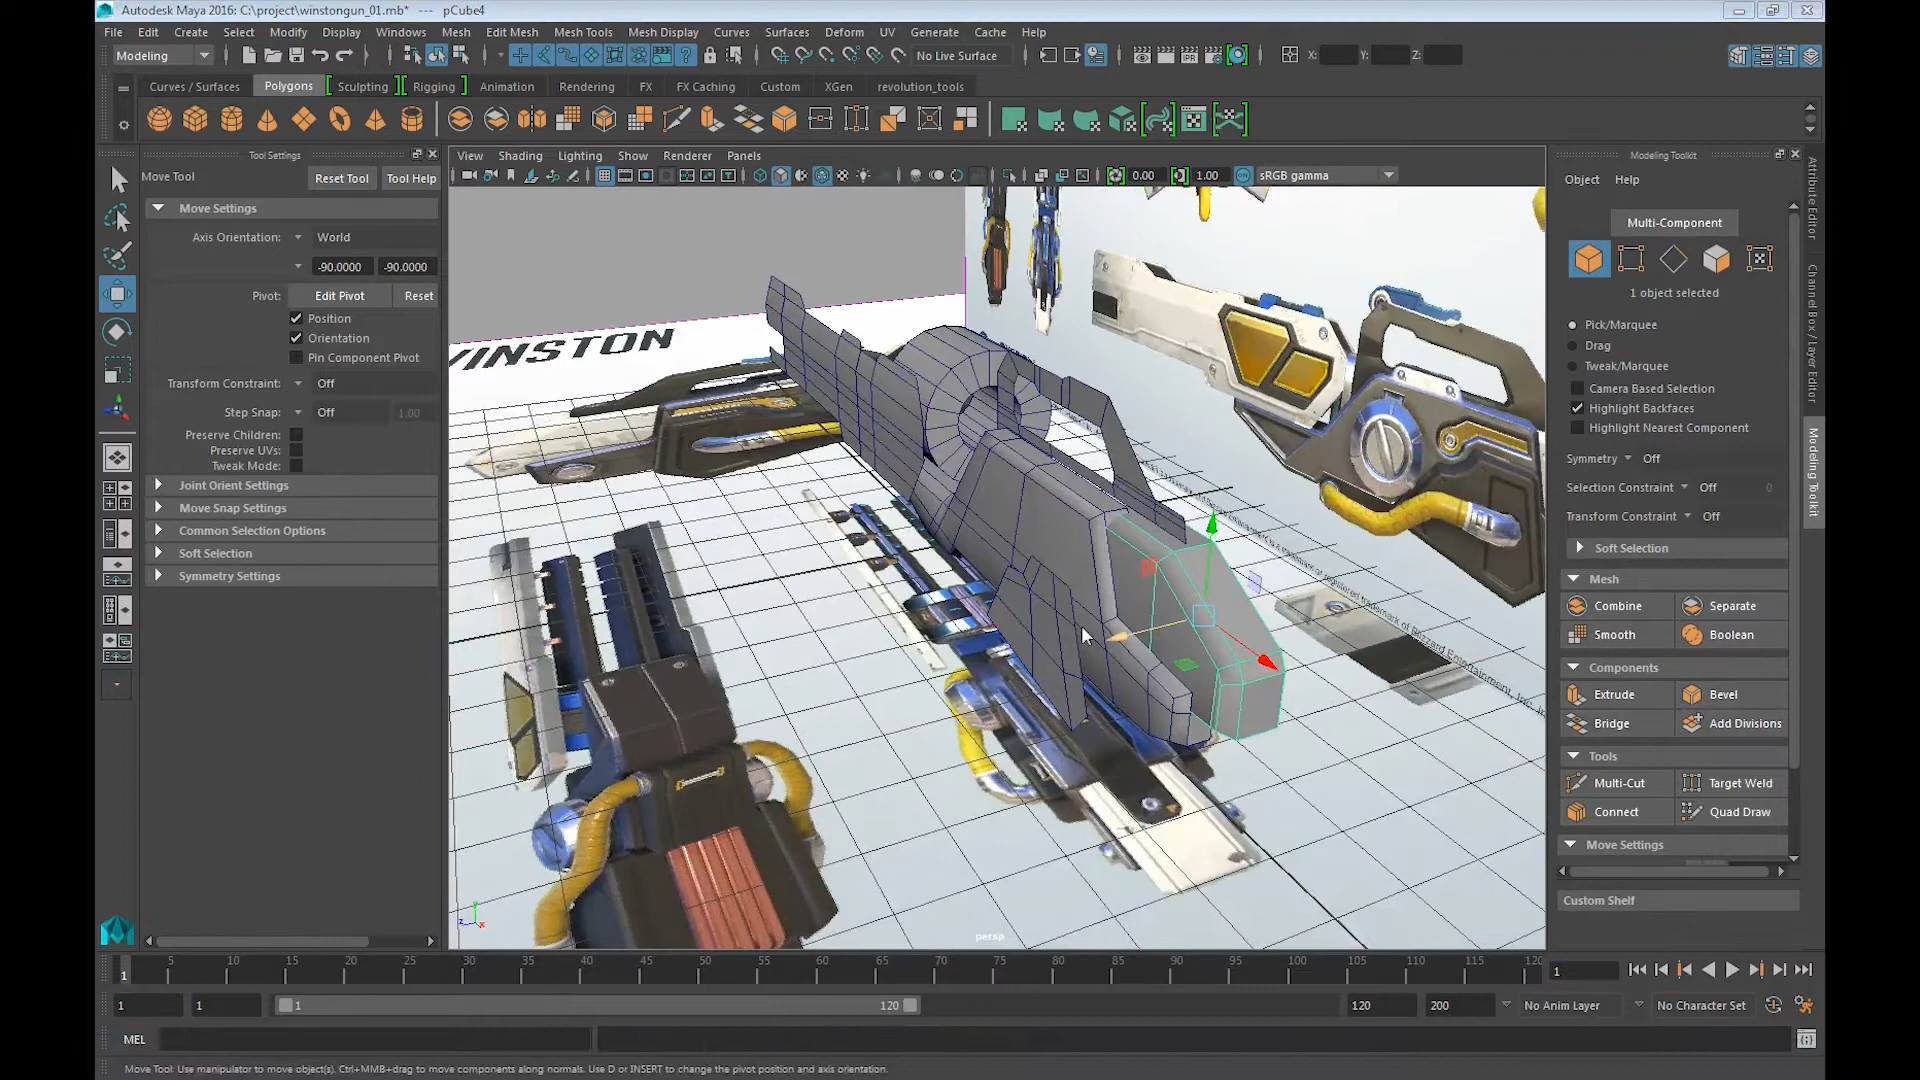 Autodesk Maya 2016: C:\project\winstongun_01.mb*   ---   pCube4
File Edit Create Select Modify Display Windows Mesh Edit Mesh Mesh Tools Mesh Display Curves Surfaces Deform UV Generate Cache Help
Modeling No Live Surface X: Y: Z:
Curves / Surfaces Polygons Sculpting Rigging Animation Rendering FX FX Caching Custom XGen revolution_tools
Tool Settings
Move Tool Reset Tool Tool Help
Move Settings
Axis Orientation: World
-90.0000 -90.0000
Pivot: Edit Pivot Reset
Position
Orientation
Pin Component Pivot
Transform Constraint: Off
Step Snap: Off 1.00
Preserve Children:
Preserve UVs:
Tweak Mode:
Joint Orient Settings
Move Snap Settings
Common Selection Options
Soft Selection
Symmetry Settings
View Shading Lighting Show Renderer Panels
0.00 1.00 ON sRGB gamma
WINSTON
persp
Modeling Toolkit
Object Help
Multi-Component
1 object selected
Pick/Marquee
Drag
Tweak/Marquee
Camera Based Selection
Highlight Backfaces
Highlight Nearest Component
Symmetry Off
Selection Constraint Off 0
Transform Constraint Off
Soft Selection
Mesh
Combine Separate
Smooth Boolean
Components
Extrude Bevel
Bridge Add Divisions
Tools
Multi-Cut Target Weld
Connect Quad Draw
Move Settings
Custom Shelf
Attribute Editor
Channel Box / Layer Editor
Modeling Toolkit
1 5 10 15 20 25 30 35 40 45 50 55 60 65 70 75 80 85 90 95 100 105 110 115 120 1
1 1 1 120 120 200 No Anim Layer No Character Set
MEL
Move Tool: Use manipulator to move object(s). Ctrl+MMB+drag to move components along normals. Use D or INSERT to change the pivot position and axis orientation.